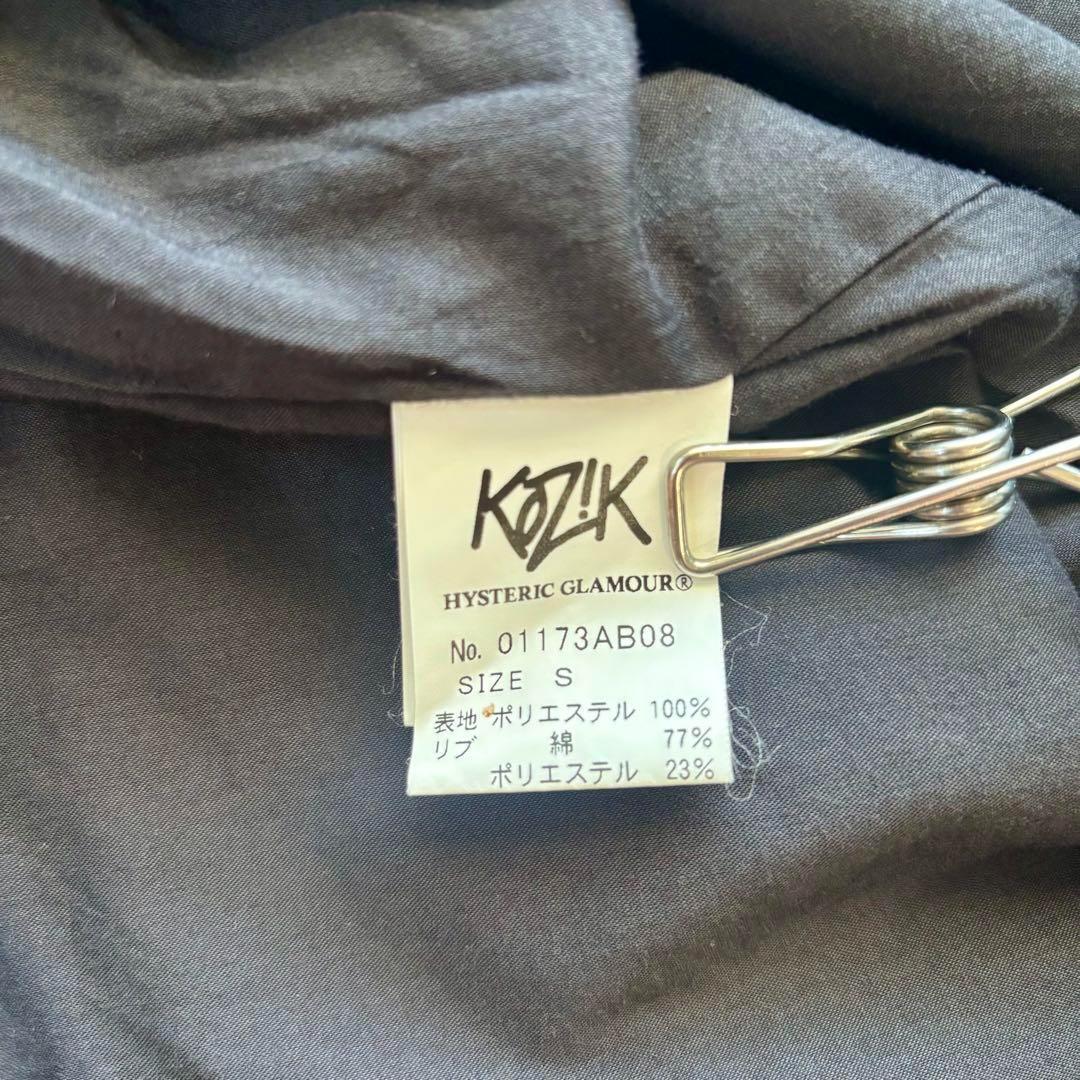 KOZ!K
HYSTERIC GLAMOUR®
No. 01173AB08
SIZE S
表地 ポリエステル 100%
リブ 綿 77%
ポリエステル 23%